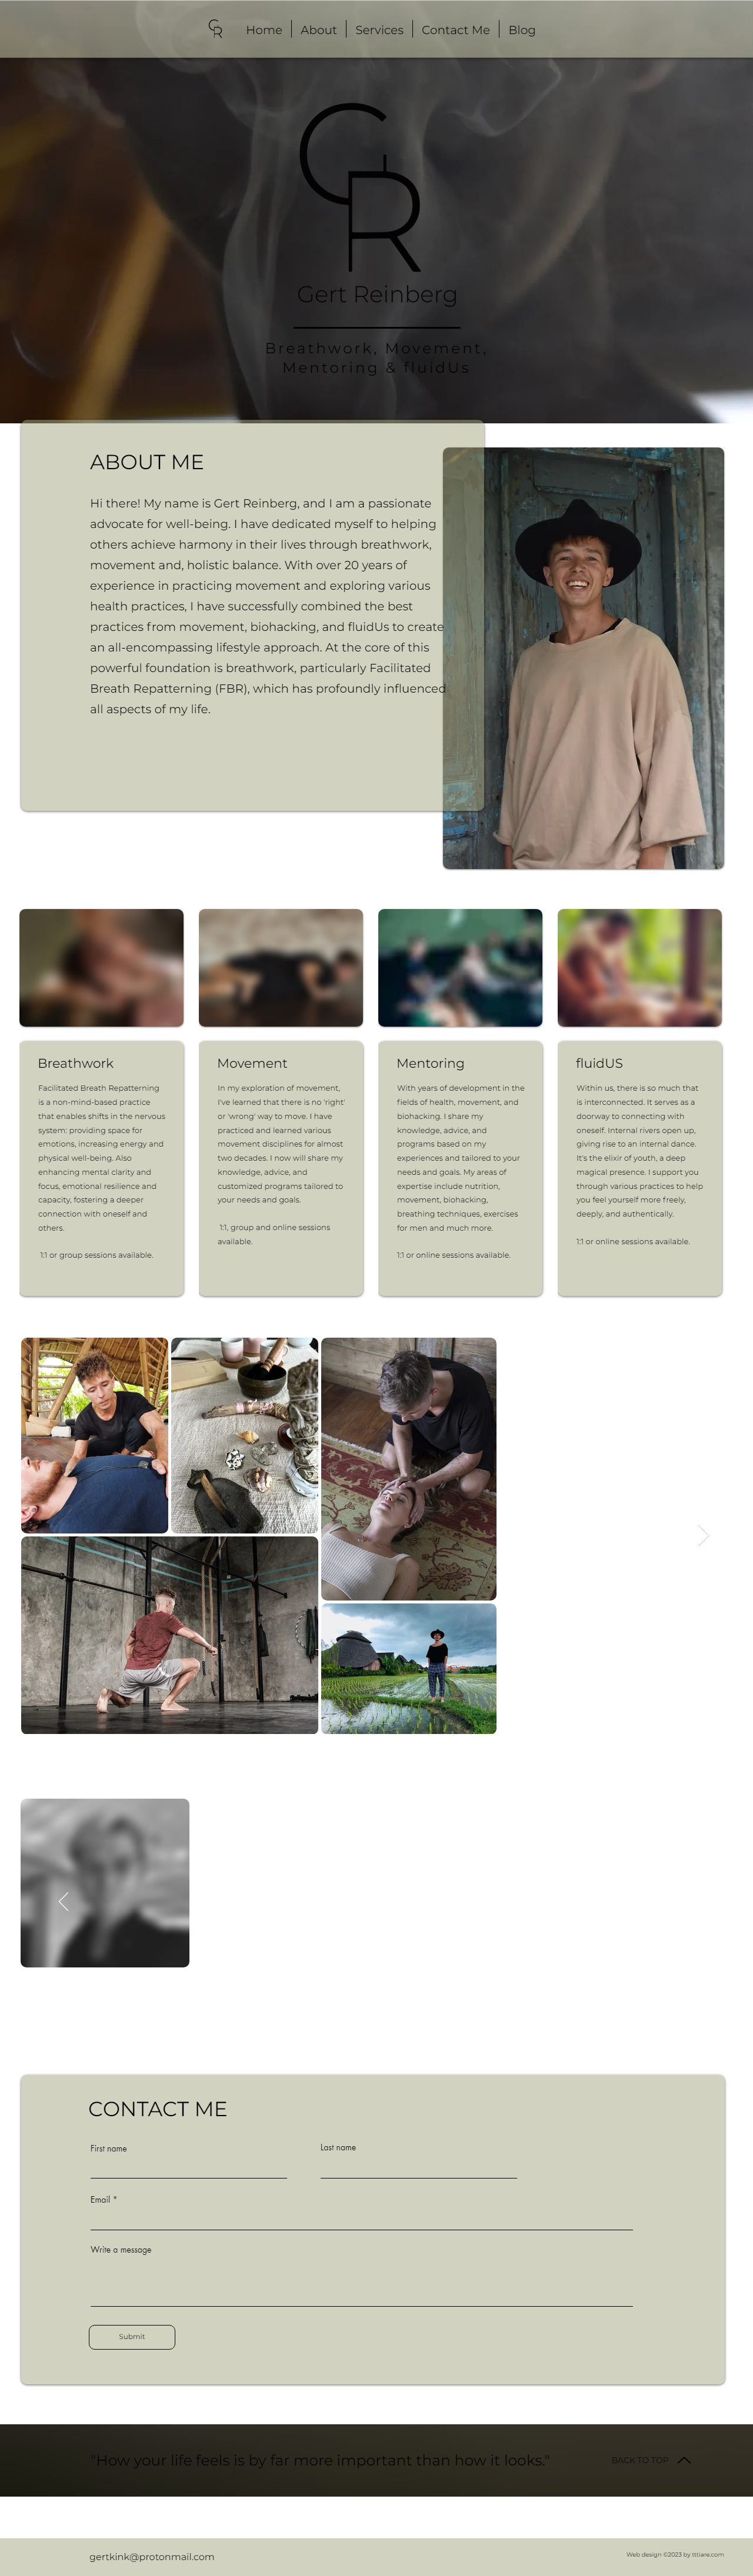 GR
Home
About
Services
Contact Me
Blog
GR
Gert Reinberg
Breathwork, Movement,
Mentoring & fluidUs
ABOUT ME
Hi there! My name is Gert Reinberg, and I am a passionate
advocate for well-being. I have dedicated myself to helping
others achieve harmony in their lives through breathwork,
movement and, holistic balance. With over 20 years of
experience in practicing movement and exploring various
health practices, I have successfully combined the best
practices from movement, biohacking, and fluidUs to create
an all-encompassing lifestyle approach. At the core of this
powerful foundation is breathwork, particularly Facilitated
Breath Repatterning (FBR), which has profoundly influenced
all aspects of my life.
Breathwork
Facilitated Breath Repatterning
is a non-mind-based practice
that enables shifts in the nervous
system: providing space for
emotions, increasing energy and
physical well-being. Also
enhancing mental clarity and
focus, emotional resilience and
capacity, fostering a deeper
connection with oneself and
others.
1:1 or group sessions available.
Movement
In my exploration of movement,
I've learned that there is no 'right'
or 'wrong' way to move. I have
practiced and learned various
movement disciplines for almost
two decades. I now will share my
knowledge, advice, and
customized programs tailored to
your needs and goals.
1:1, group and online sessions
available.
Mentoring
With years of development in the
fields of health, movement, and
biohacking. I share my
knowledge, advice, and
programs based on my
experiences and tailored to your
needs and goals. My areas of
expertise include nutrition,
movement, biohacking,
breathing techniques, exercises
for men and much more.
1:1 or online sessions available.
fluidUS
Within us, there is so much that
is interconnected. It serves as a
doorway to connecting with
oneself. Internal rivers open up,
giving rise to an internal dance.
It's the elixir of youth, a deep
magical presence. I support you
through various practices to help
you feel yourself more freely,
deeply, and authentically.
1:1 or online sessions available.
CONTACT ME
First name
Last name
Email *
Write a message
Submit
"How your life feels is by far more important than how it looks."
BACK TO TOP
gertkink@protonmail.com
Web design ©2023 by tttiare.com